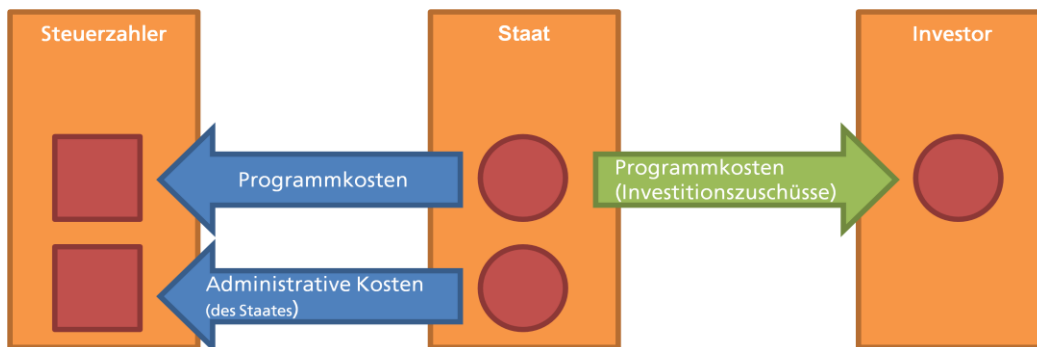 Steuerzahler
Staat
Investor
Programmkosten
Programmkosten
(Investitionszuschüsse)
Administrative Kosten
(des Staates)